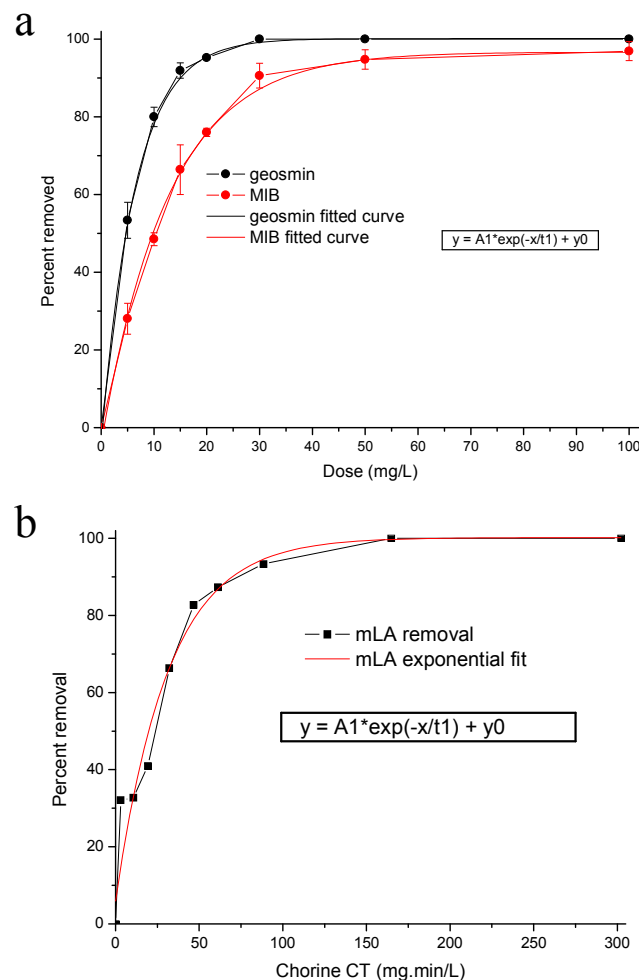 a
100
80
60
40
20
0
Percent removed
geosmin
MIB
geosmin fitted curve
MIB fitted curve
y = A1*exp(-x/t1) + y0
0 10 20 30 40 50 60 70 80 90 100
Dose (mg/L)
b
100
80
60
40
20
0
Percent removal
mLA removal
mLA exponential fit
y = A1*exp(-x/t1) + y0
0 50 100 150 200 250 300
Chorine CT (mg.min/L)